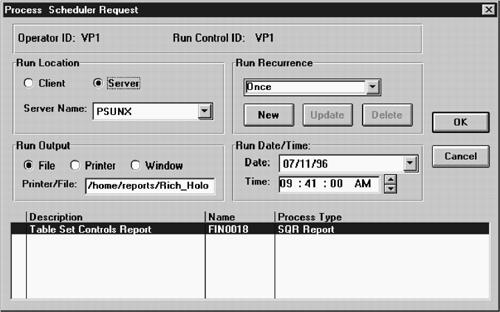 Process Scheduler Request
Operator ID: VP1 Run Control ID: VP1
Run Location
Client Server
Server Name: PSUNX
Run Recurrence
Once
New Update Delete
OK
Cancel
Run Output
File Printer Window
Printer/File: /home/reports/Rich_Holo
Run Date/Time:
Date: 07/11/96
Time: 09 : 41 : 00 AM
Description Name Process Type
Table Set Controls Report FIN0018 SQR Report